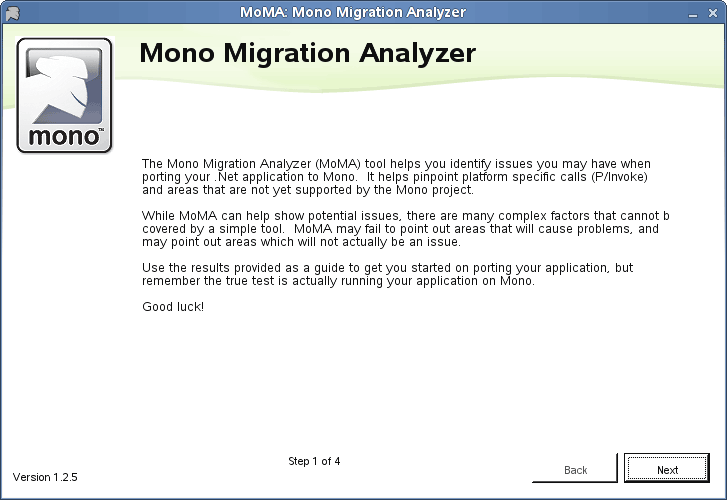 MoMA: Mono Migration Analyzer
Mono Migration Analyzer
mono™
The Mono Migration Analyzer (MoMA) tool helps you identify issues you may have when
porting your .Net application to Mono.  It helps pinpoint platform specific calls (P/Invoke)
and areas that are not yet supported by the Mono project.
While MoMA can help show potential issues, there are many complex factors that cannot b
covered by a simple tool.  MoMA may fail to point out areas that will cause problems, and
may point out areas which will not actually be an issue.
Use the results provided as a guide to get you started on porting your application, but
remember the true test is actually running your application on Mono.
Good luck!
Step 1 of 4
Back
Next
Version 1.2.5